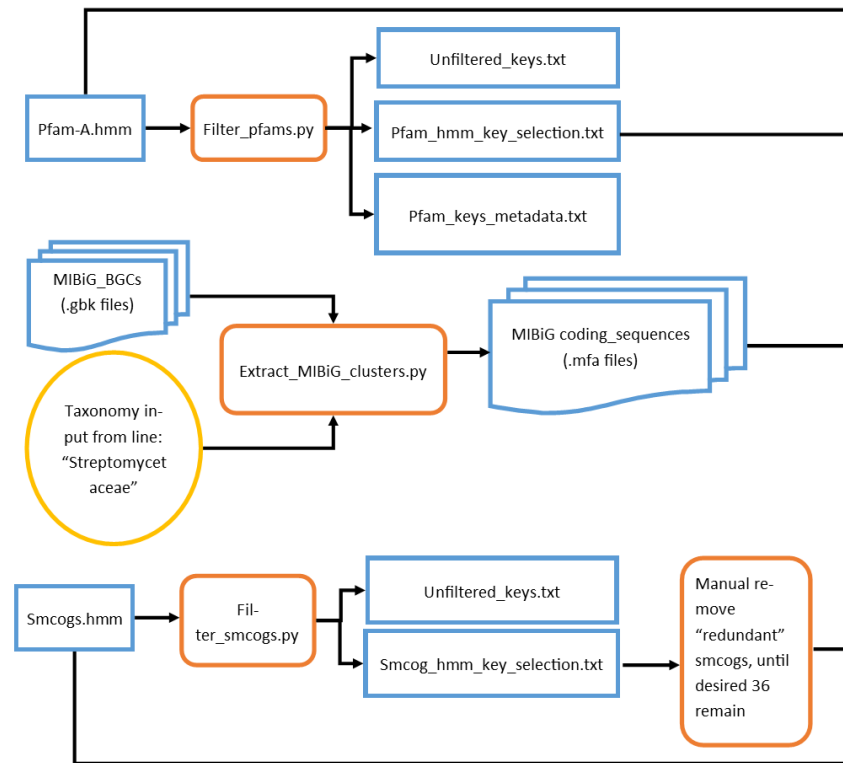 Unfiltered_keys.txt
Pfam-A.hmm
Filter_pfams.py
Pfam_hmm_key_selection.txt
Pfam_keys_metadata.txt
MIBiG_BGCs
(.gbk files)
MIBiG coding_sequences
(.mfa files)
Extract_MIBiG_clusters.py
Taxonomy in-
put from line:
“Streptomycet
aceae”
Unfiltered_keys.txt
Smcogs.hmm
Fil-
ter_smcogs.py
Smcog_hmm_key_selection.txt
Manual re-
move
“redundant”
smcogs, until
desired 36
remain